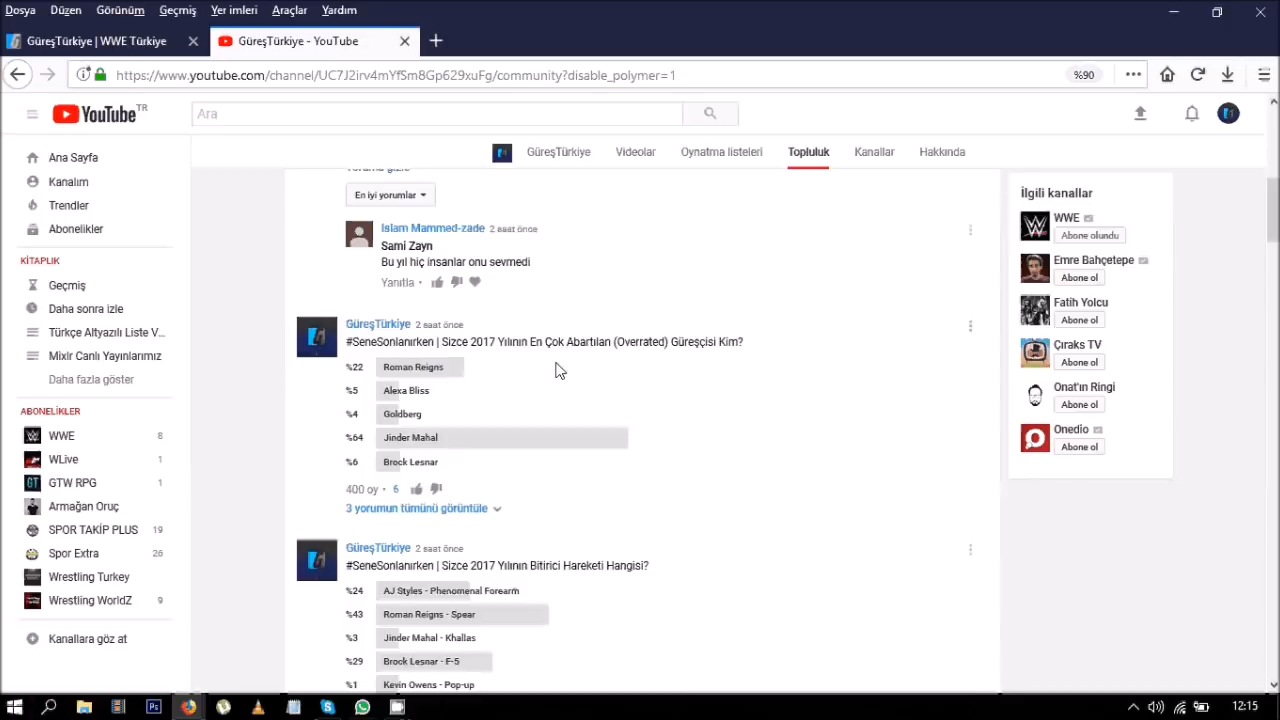 Dosya Düzen Görünüm Geçmiş Yer imleri Araçlar Yardım
GüreşTürkiye | WWE Türkiye
GüreşTürkiye - YouTube
https://www.youtube.com/channel/UC7J2irv4mYfSm8Gp629xuFg/community?disable_polymer=1
%90
YouTube TR
Ara
GüreşTürkiye Videolar Oynatma listeleri Topluluk Kanallar Hakkında
Ana Sayfa
Kanalım
Trendler
Abonelikler
KİTAPLIK
Geçmiş
Daha sonra izle
Türkçe Altyazılı Liste V...
Mixir Canlı Yayınlarımız
Daha fazla göster
ABONELİKLER
WWE 8
WLive 1
GTW RPG 1
Armağan Oruç
SPOR TAKİP PLUS 19
Spor Extra 26
Wrestling Turkey
Wrestling WorldZ 9
Kanallara göz at
En iyi yorumlar
Islam Mammed-zade 2 saat önce
Sami Zayn
Bu yıl hiç insanlar onu sevmedi
Yanıtla •
GüreşTürkiye 2 saat önce
#SeneSonlanırken | Sizce 2017 Yılının En Çok Abartılan (Overrated) Güreşçisi Kim?
%22 Roman Reigns
%5 Alexa Bliss
%4 Goldberg
%64 Jinder Mahal
%6 Brock Lesnar
400 oy • 6
3 yorumun tümünü görüntüle
GüreşTürkiye 2 saat önce
#SeneSonlanırken | Sizce 2017 Yılının Bitirici Hareketi Hangisi?
%24 AJ Styles - Phenomenal Forearm
%43 Roman Reigns - Spear
%3 Jinder Mahal - Khallas
%29 Brock Lesnar - F-5
%1 Kevin Owens - Pop-up
İlgili kanallar
WWE
Abone olundu
Emre Bahçetepe
Abone ol
Fatih Yolcu
Abone ol
Çıraks TV
Abone ol
Onat'ın Ringi
Abone ol
Onedio
Abone ol
12:15